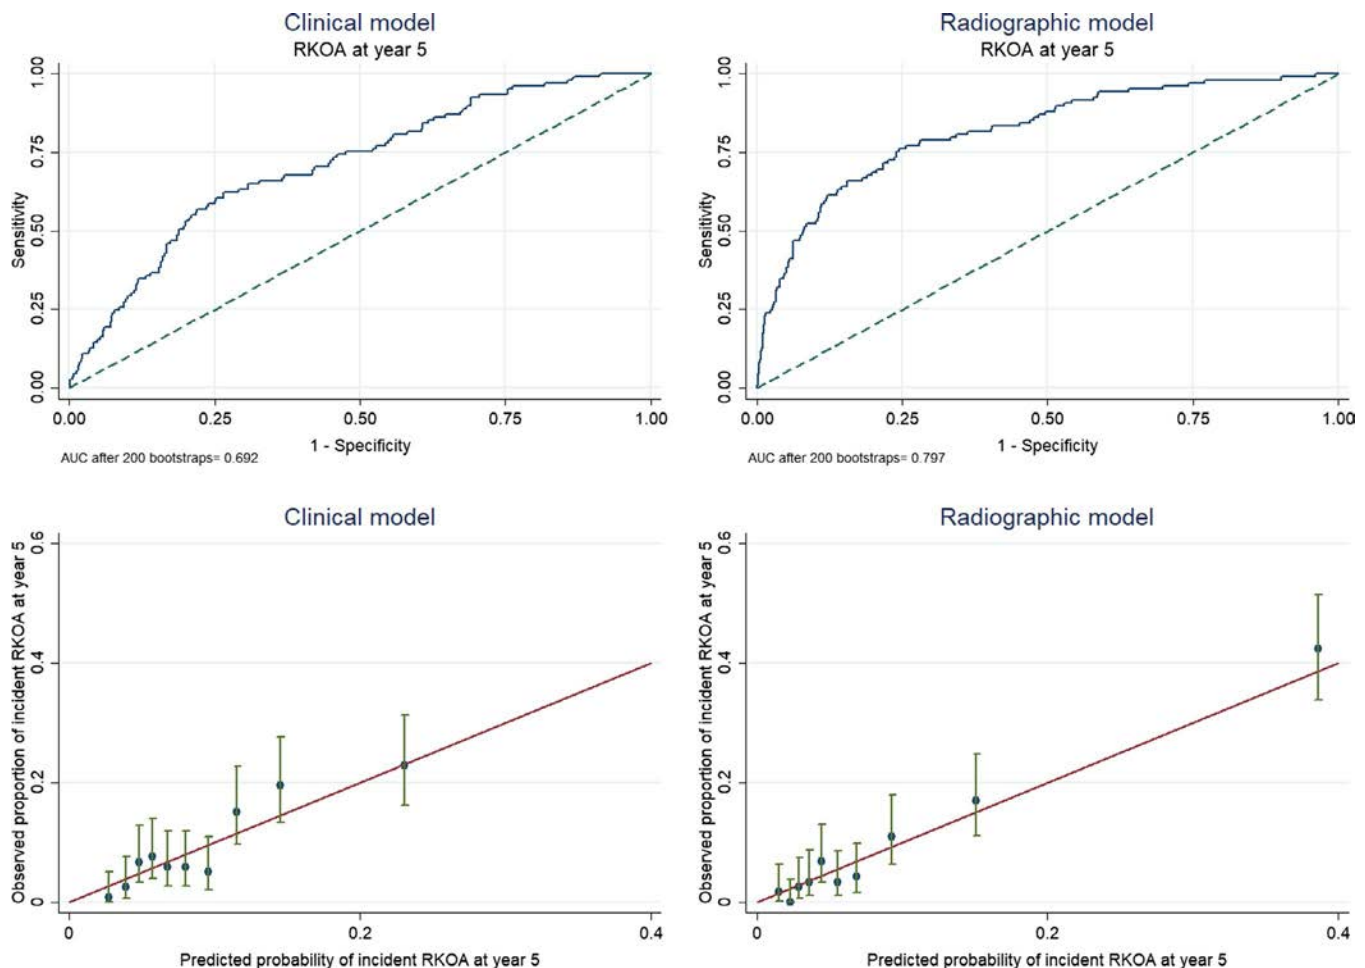 Clinical model
RKOA at year 5
Sensitivity
1.00
0.75
0.50
0.25
0.00
0.00 0.25 0.50 0.75 1.00
1 - Specificity
AUC after 200 bootstraps= 0.692
Radiographic model
RKOA at year 5
Sensitivity
1.00
0.75
0.50
0.25
0.00
0.00 0.25 0.50 0.75 1.00
1 - Specificity
AUC after 200 bootstraps= 0.797
Clinical model
Observed proportion of incident RKOA at year 5
0.6
0.4
0.2
0
0 0.2 0.4
Predicted probability of incident RKOA at year 5
Radiographic model
Observed proportion of incident RKOA at year 5
0.6
0.4
0.2
0
0 0.2 0.4
Predicted probability of incident RKOA at year 5